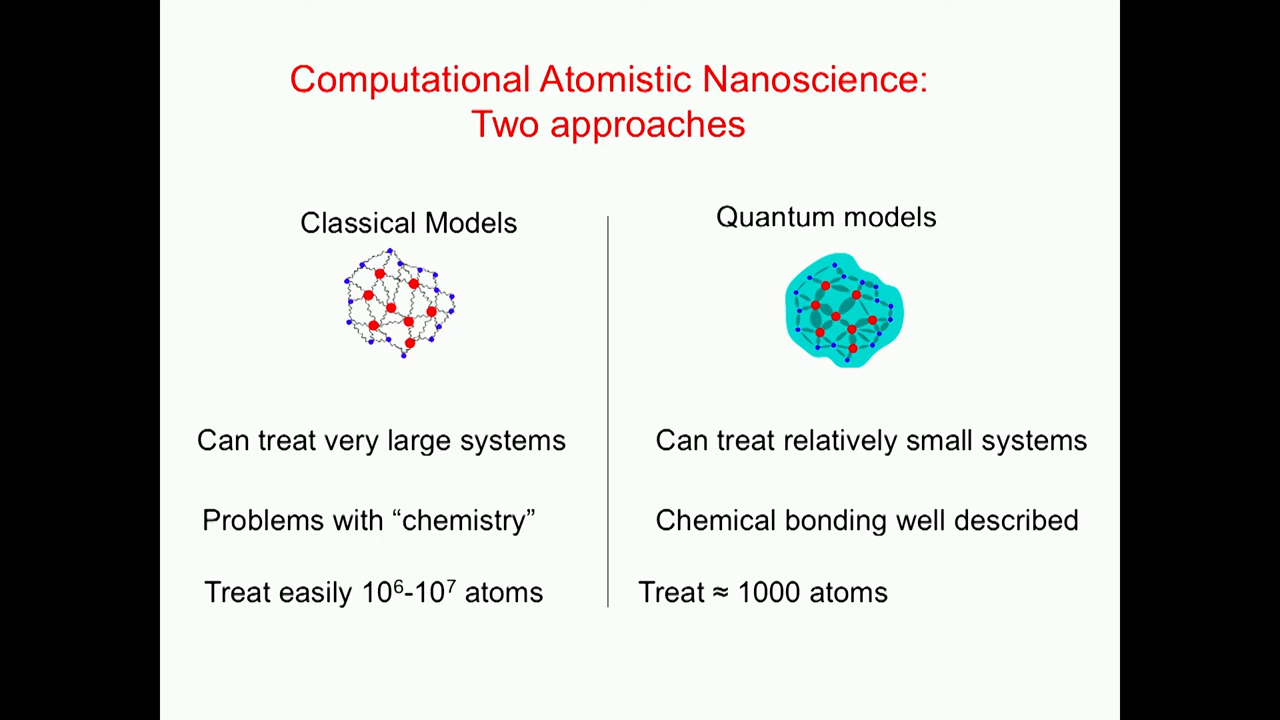 Computational Atomistic Nanoscience:
Two approaches
Classical Models
Can treat very large systems
Problems with “chemistry”
Treat easily 10⁶-10⁷ atoms
Quantum models
Can treat relatively small systems
Chemical bonding well described
Treat ≈ 1000 atoms